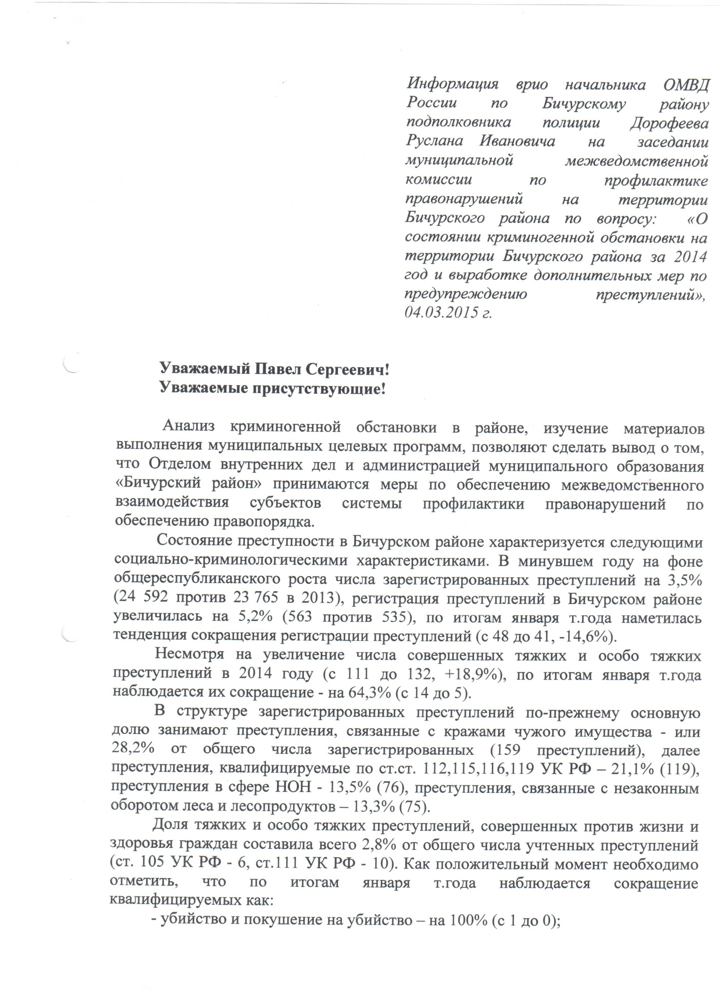 Информация врио начальника ОМВД
России по Бичурскому району
подполковника полиции Дорофеева
Руслана Ивановича на заседании
муниципальной межведомственной
комиссии по профилактике
правонарушений на территории
Бичурского района по вопросу: «О
состоянии криминогенной обстановки на
территории Бичурского района за 2014
год и выработке дополнительных мер по
предупреждению преступлений»,
04.03.2015 г.
Уважаемый Павел Сергеевич!
Уважаемые присутствующие!
Анализ криминогенной обстановки в районе, изучение материалов
выполнения муниципальных целевых программ, позволяют сделать вывод о том,
что Отделом внутренних дел и администрацией муниципального образования
«Бичурский район» принимаются меры по обеспечению межведомственного
взаимодействия субъектов системы профилактики правонарушений по
обеспечению правопорядка.
Состояние преступности в Бичурском районе характеризуется следующими
социально-криминологическими характеристиками. В минувшем году на фоне
общереспубликанского роста числа зарегистрированных преступлений на 3,5%
(24 592 против 23 765 в 2013), регистрация преступлений в Бичурском районе
увеличилась на 5,2% (563 против 535), по итогам января т.года наметилась
тенденция сокращения регистрации преступлений (с 48 до 41, -14,6%).
Несмотря на увеличение числа совершенных тяжких и особо тяжких
преступлений в 2014 году (с 111 до 132, +18,9%), по итогам января т.года
наблюдается их сокращение - на 64,3% (с 14 до 5).
В структуре зарегистрированных преступлений по-прежнему основную
долю занимают преступления, связанные с кражами чужого имущества - или
28,2% от общего числа зарегистрированных (159 преступлений), далее
преступления, квалифицируемые по ст.ст. 112,115,116,119 УК РФ – 21,1% (119),
преступления в сфере НОН - 13,5% (76), преступления, связанные с незаконным
оборотом леса и лесопродуктов – 13,3% (75).
Доля тяжких и особо тяжких преступлений, совершенных против жизни и
здоровья граждан составила всего 2,8% от общего числа учтенных преступлений
(ст. 105 УК РФ - 6, ст.111 УК РФ - 10). Как положительный момент необходимо
отметить, что по итогам января т.года наблюдается сокращение
квалифицируемых как:
- убийство и покушение на убийство – на 100% (с 1 до 0);